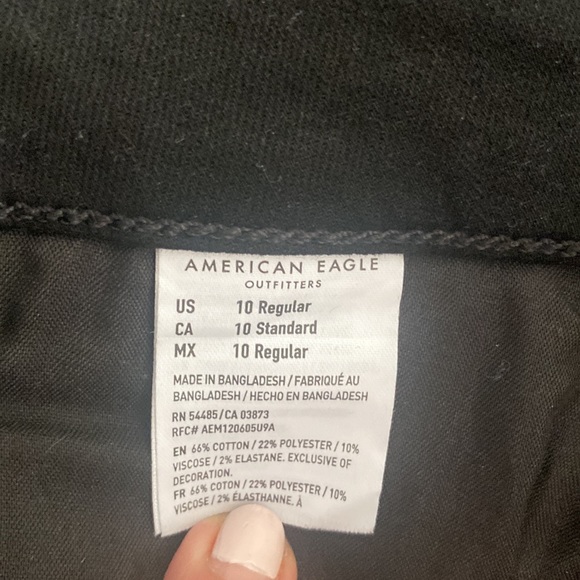 AMERICAN EAGLE
OUTFITTERS
US 10 Regular
CA 10 Standard
MX 10 Regular
MADE IN BANGLADESH / FABRIQUÉ AU
BANGLADESH / HECHO EN BANGLADESH
RN 54485/CA 03873
RFC# AEM120605U9A
EN 66% COTTON / 22% POLYESTER / 10%
VISCOSE / 2% ELASTANE. EXCLUSIVE OF
DECORATION.
FR 66% COTON / 22% POLYESTER / 10%
VISCOSE / 2% ÉLASTHANNE. À